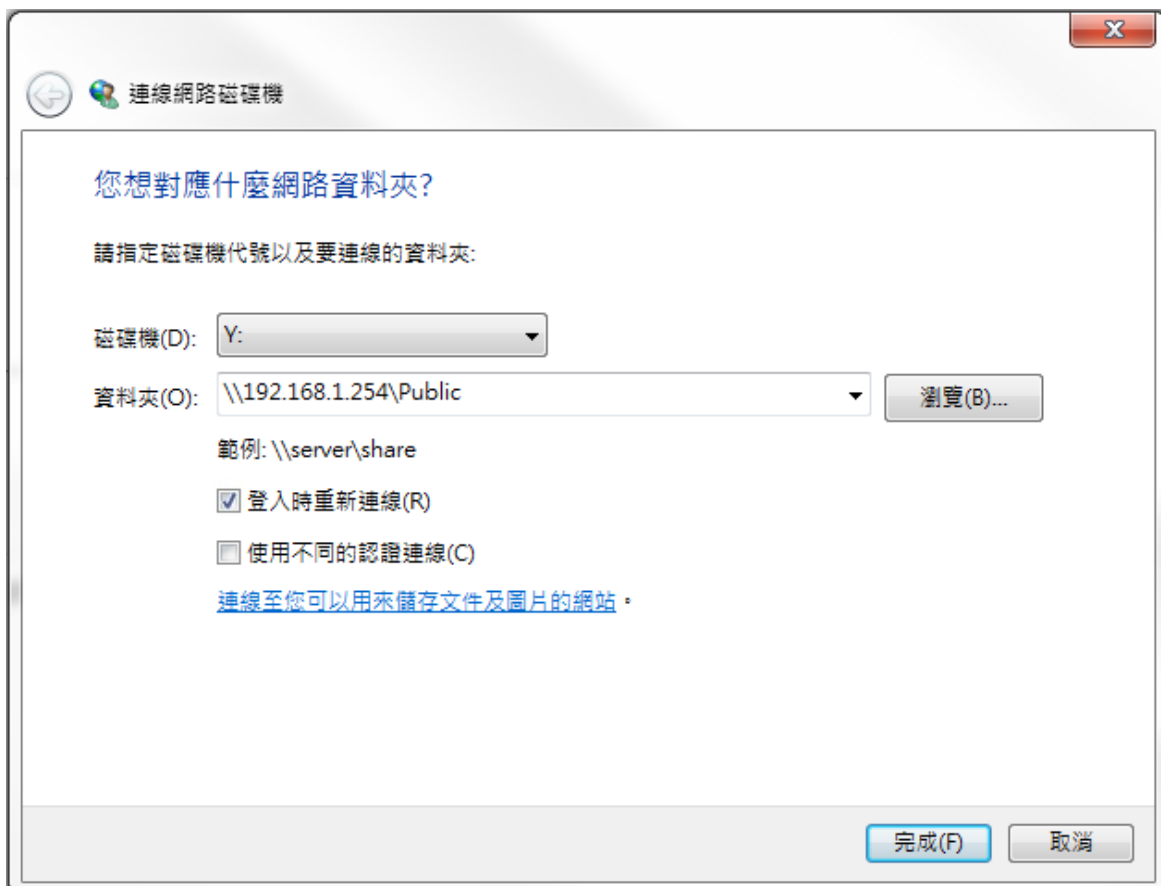 連線網路磁碟機
您想對應什麼網路資料夾?
請指定磁碟機代號以及要連線的資料夾:
磁碟機(D): Y:
資料夾(O): \\192.168.1.254\Public 瀏覽(B)...
範例: \\server\share
登入時重新連線(R)
使用不同的認證連線(C)
連線至您可以用來儲存文件及圖片的網站。
完成(F) 取消